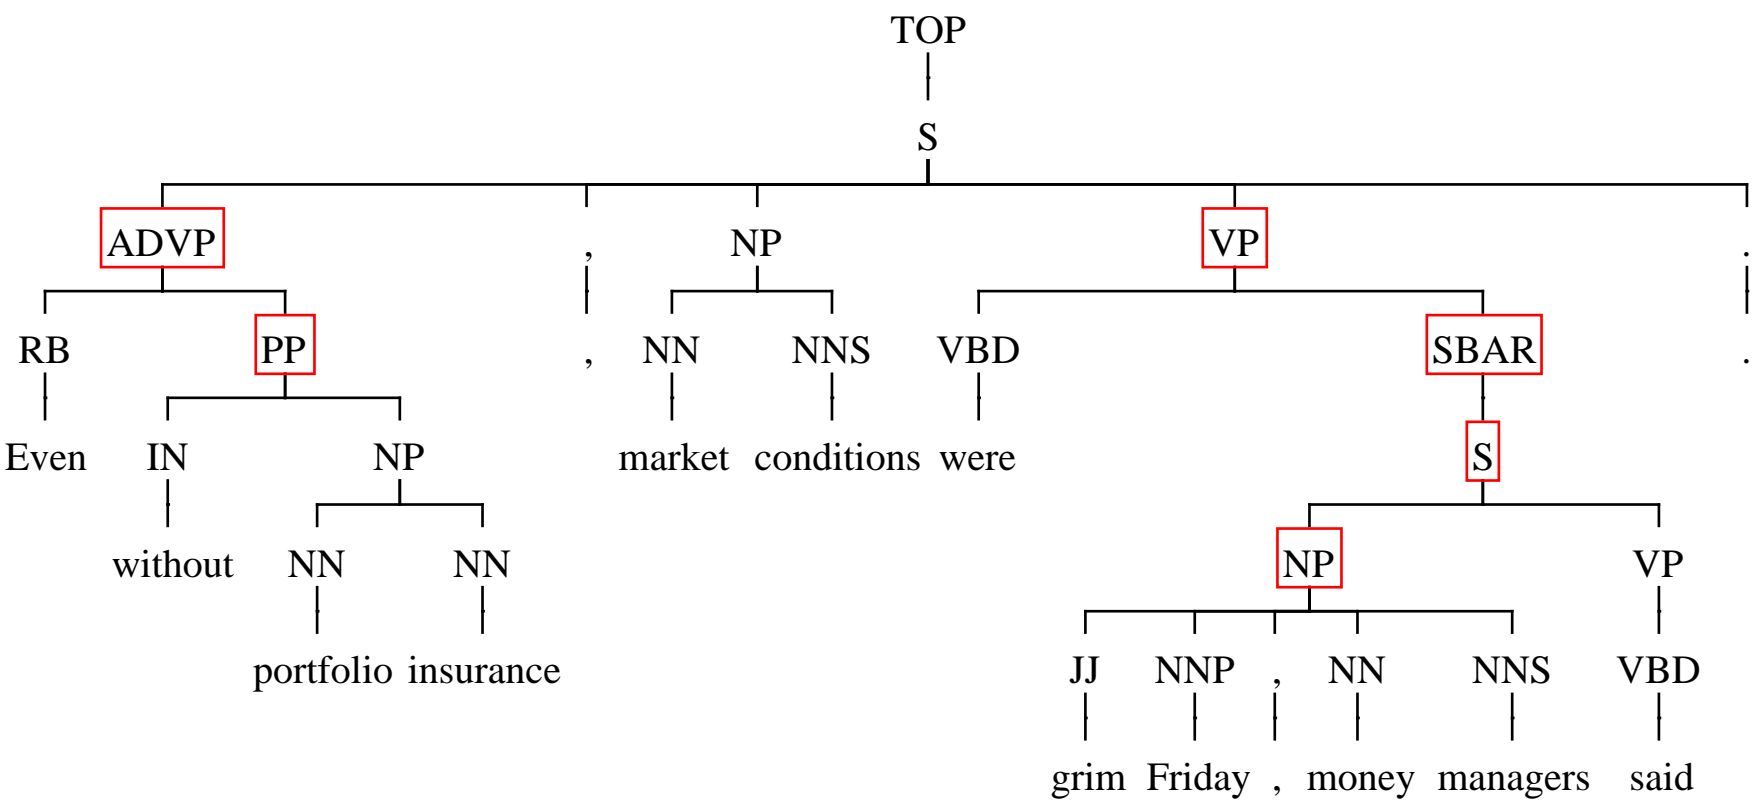 TOP
S
ADVP , NP VP .
RB PP , NN NNS VBD SBAR .
Even IN NP market conditions were S
without NN NN NP VP
portfolio insurance JJ NNP , NN NNS VBD
grim Friday , money managers said